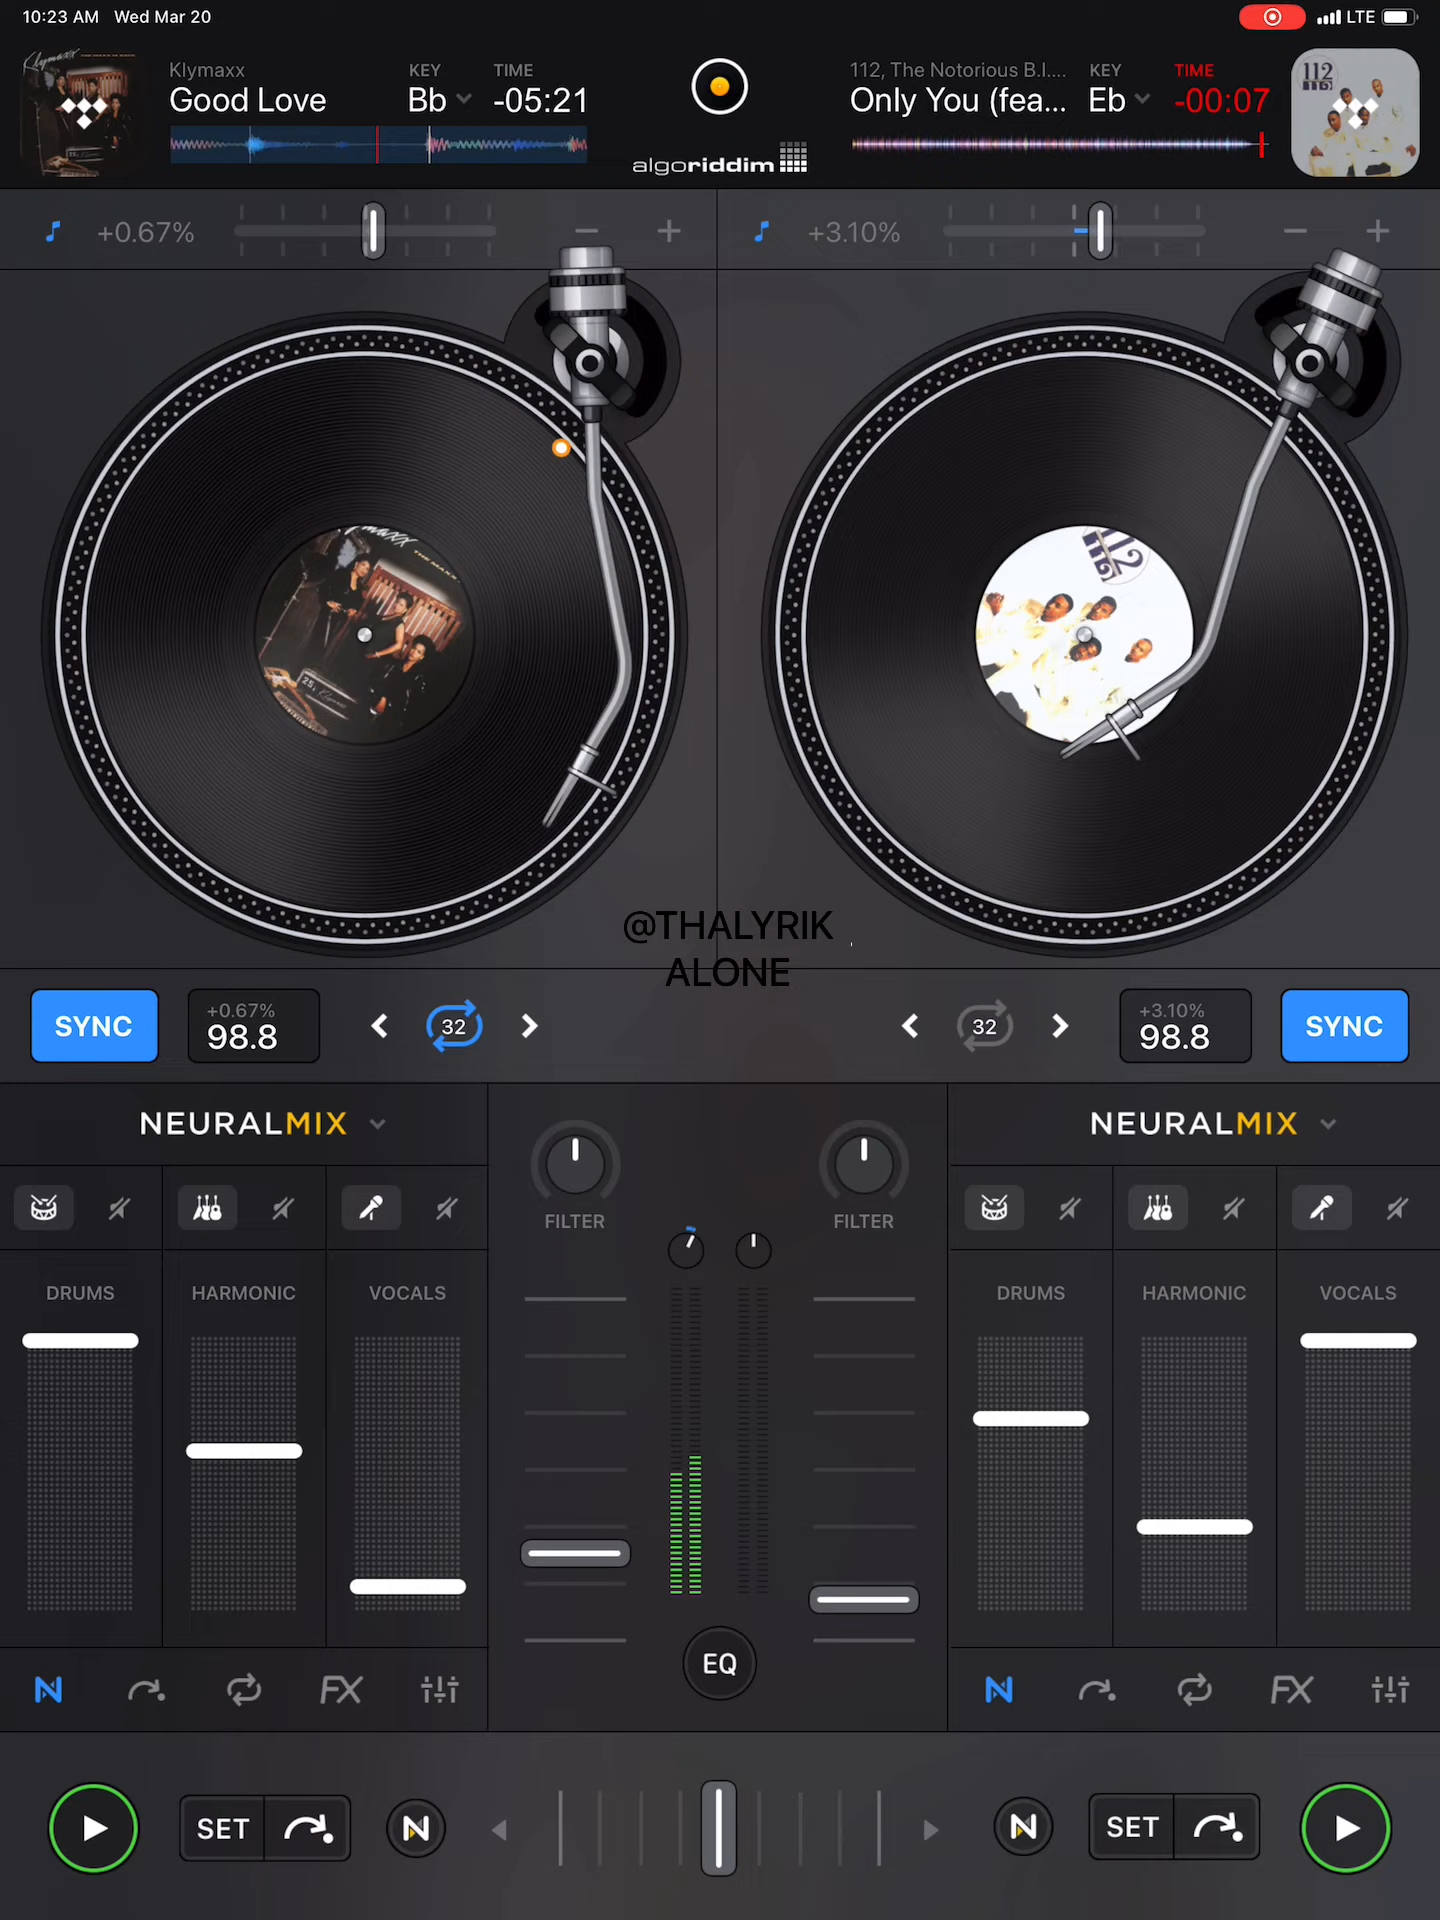 10:23 AM Wed Mar 20
LTE
Klymaxx
Good Love
KEY
Bb
TIME
-05:21
algoriddim
112, The Notorious B.I....
Only You (fea...
KEY
Eb
TIME
-00:07
112
+0.67%
+3.10%
@THALYRIK
ALONE
SYNC
+0.67%
98.8
32
32
+3.10%
98.8
SYNC
NEURALMIX
NEURALMIX
FILTER
FILTER
DRUMS
HARMONIC
VOCALS
DRUMS
HARMONIC
VOCALS
EQ
FX
FX
SET
SET